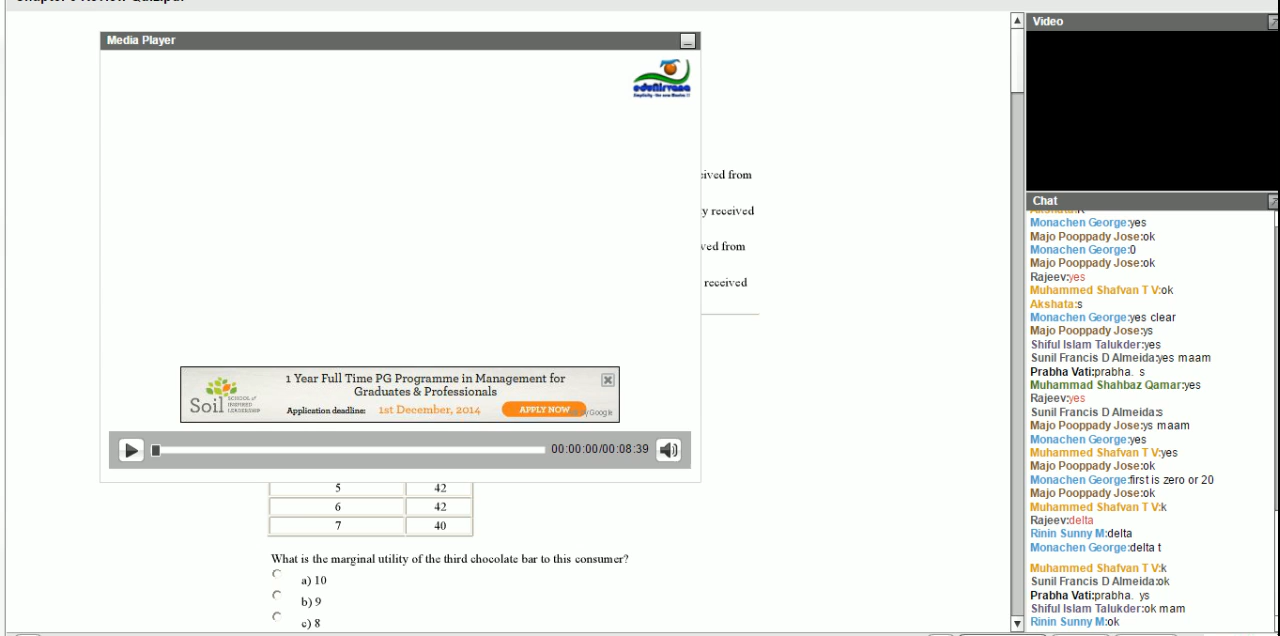 Media Player
eduNirvana
ived from
y received
ved from
received
Soil
SCHOOL of
INSPIRED
LEADERSHIP
1 Year Full Time PG Programme in Management for
Graduates & Professionals
Application deadline: 1st December, 2014
APPLY NOW
00:00:00/00:08:39
5 42
6 42
7 40
What is the marginal utility of the third chocolate bar to this consumer?
a) 10
b) 9
c) 8
Video
Chat
Monachen George:yes
Majo Pooppady Jose:ok
Monachen George:0
Majo Pooppady Jose:ok
Rajeev:yes
Muhammed Shafvan T V:ok
Akshata:s
Monachen George:yes clear
Majo Pooppady Jose:ys
Shiful Islam Talukder:yes
Sunil Francis D Almeida:yes maam
Prabha Vati:prabha. s
Muhammad Shahbaz Qamar:yes
Rajeev:yes
Sunil Francis D Almeida:s
Majo Pooppady Jose:ys maam
Monachen George:yes
Muhammed Shafvan T V:yes
Majo Pooppady Jose:ok
Monachen George:first is zero or 20
Majo Pooppady Jose:ok
Muhammed Shafvan T V:k
Rajeev:delta
Rinin Sunny M:delta
Monachen George:delta t
Muhammed Shafvan T V:k
Sunil Francis D Almeida:ok
Prabha Vati:prabha. ys
Shiful Islam Talukder:ok mam
Rinin Sunny M:ok